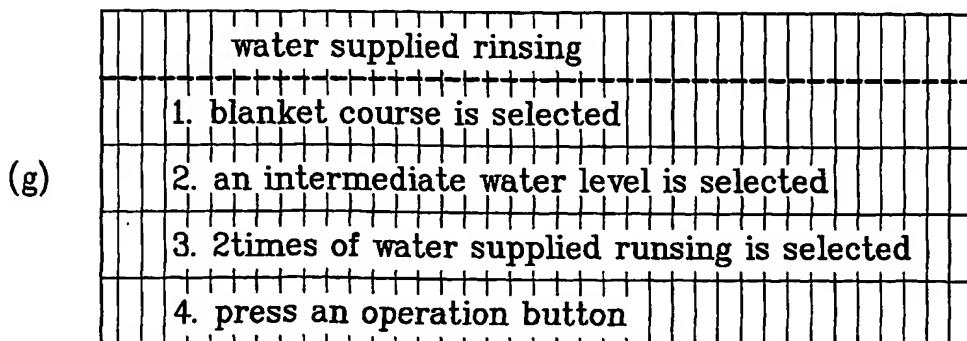 water supplied rinsing
1. blanket course is selected
(g)
2. an intermediate water level is selected
3. 2times of water supplied runsing is selected
4. press an operation button